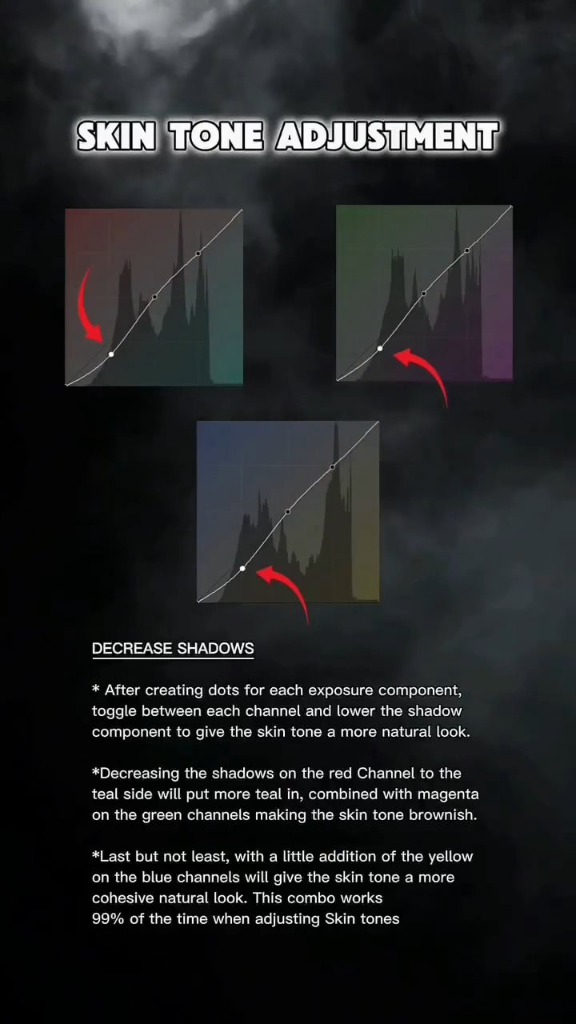 SKIN TONE ADJUSTMENT
DECREASE SHADOWS
* After creating dots for each exposure component,
toggle between each channel and lower the shadow
component to give the skin tone a more natural look.
*Decreasing the shadows on the red Channel to the
teal side will put more teal in, combined with magenta
on the green channels making the skin tone brownish.
*Last but not least, with a little addition of the yellow
on the blue channels will give the skin tone a more
cohesive natural look. This combo works
99% of the time when adjusting Skin tones